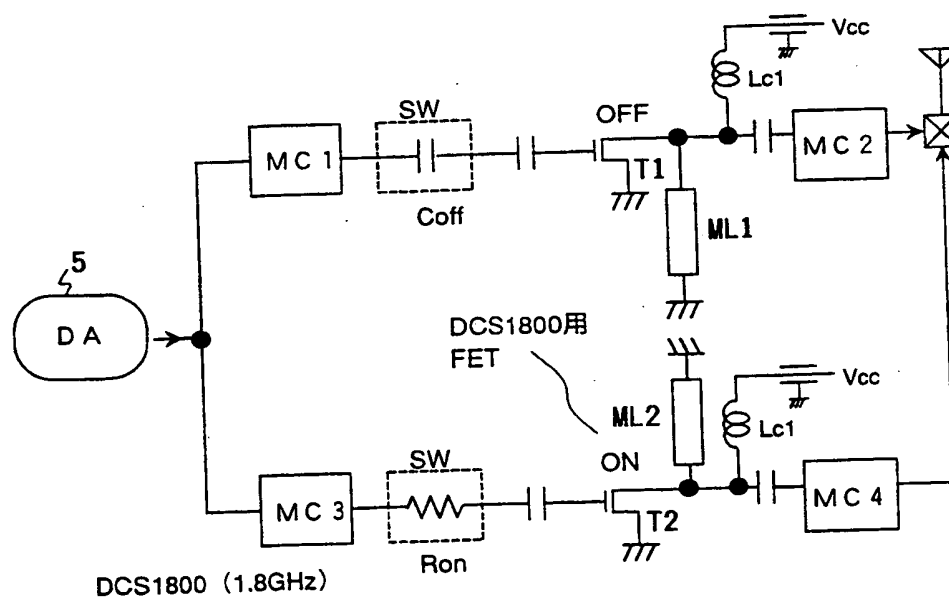 Vcc
Lc1
SW
OFF
MC1
MC2
T1
Coff
ML1
5
DA
DCS1800用
FET
Vcc
ML2
Lc1
SW
ON
MC3
MC4
T2
Ron
DCS1800 (1.8GHz)